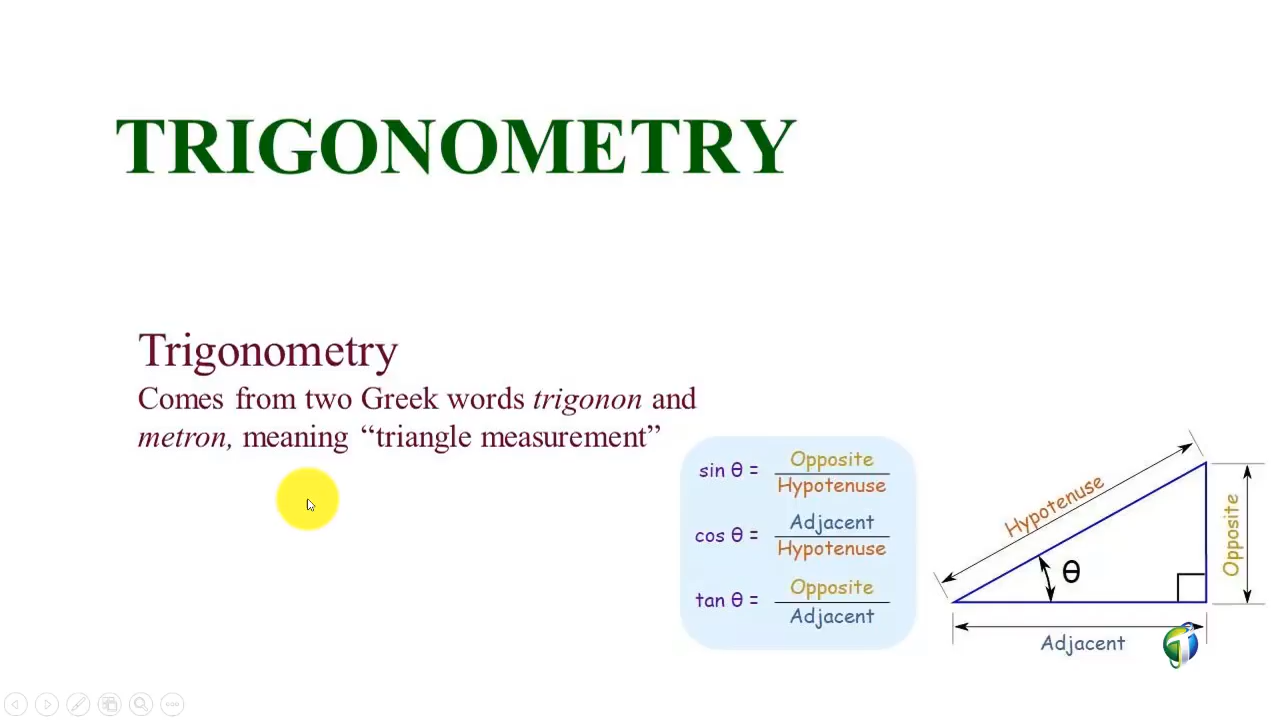 TRIGONOMETRY
Trigonometry
Comes from two Greek words trigonon and
metron, meaning “triangle measurement”
sin θ = Opposite
Hypotenuse
cos θ = Adjacent
Hypotenuse
tan θ = Opposite
Adjacent
Hypotenuse
θ
Opposite
Adjacent